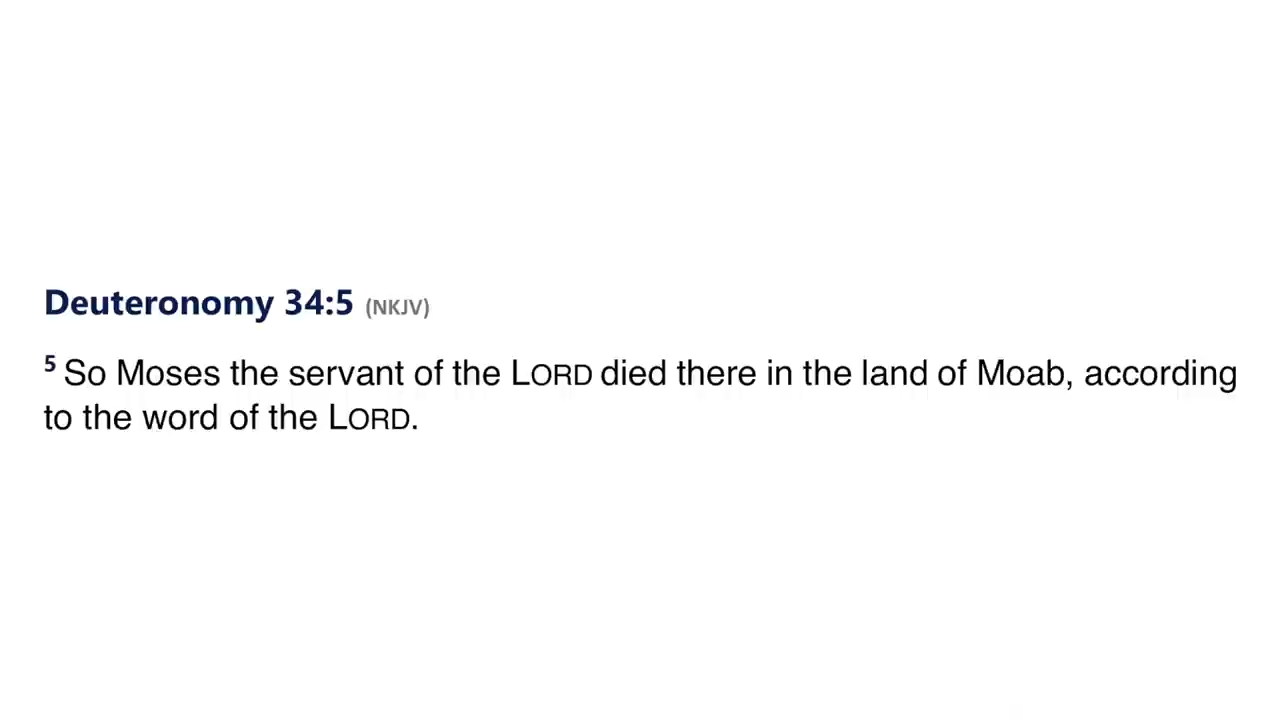 Deuteronomy 34:5 (NKJV)
5 So Moses the servant of the LORD died there in the land of Moab, according
to the word of the LORD.